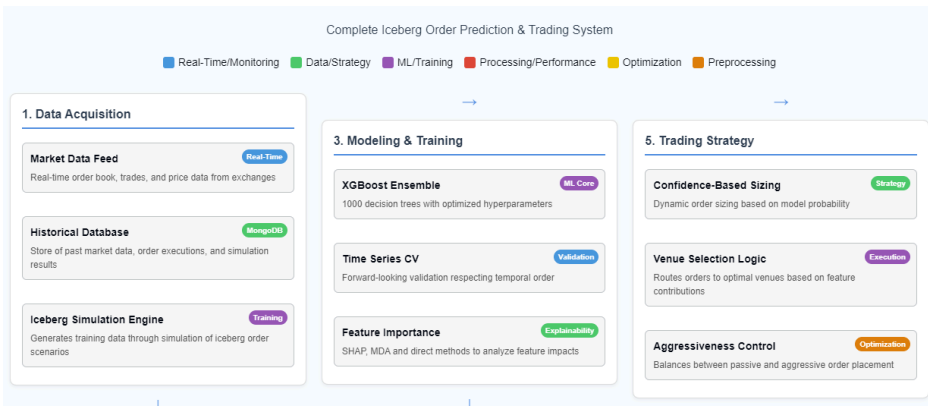 Complete Iceberg Order Prediction & Trading System
Real-Time/Monitoring Data/Strategy ML/Training Processing/Performance Optimization Preprocessing
→ →
1. Data Acquisition
Market Data Feed Real-Time
Real-time order book, trades, and price data from exchanges
Historical Database MongoDB
Store of past market data, order executions, and simulation
results
Iceberg Simulation Engine Training
Generates training data through simulation of iceberg order
scenarios
3. Modeling & Training
XGBoost Ensemble ML Core
1000 decision trees with optimized hyperparameters
Time Series CV Validation
Forward-looking validation respecting temporal order
Feature Importance Explainability
SHAP, MDA and direct methods to analyze feature impacts
5. Trading Strategy
Confidence-Based Sizing Strategy
Dynamic order sizing based on model probability
Venue Selection Logic Execution
Routes orders to optimal venues based on feature
contributions
Aggressiveness Control Optimization
Balances between passive and aggressive order placement